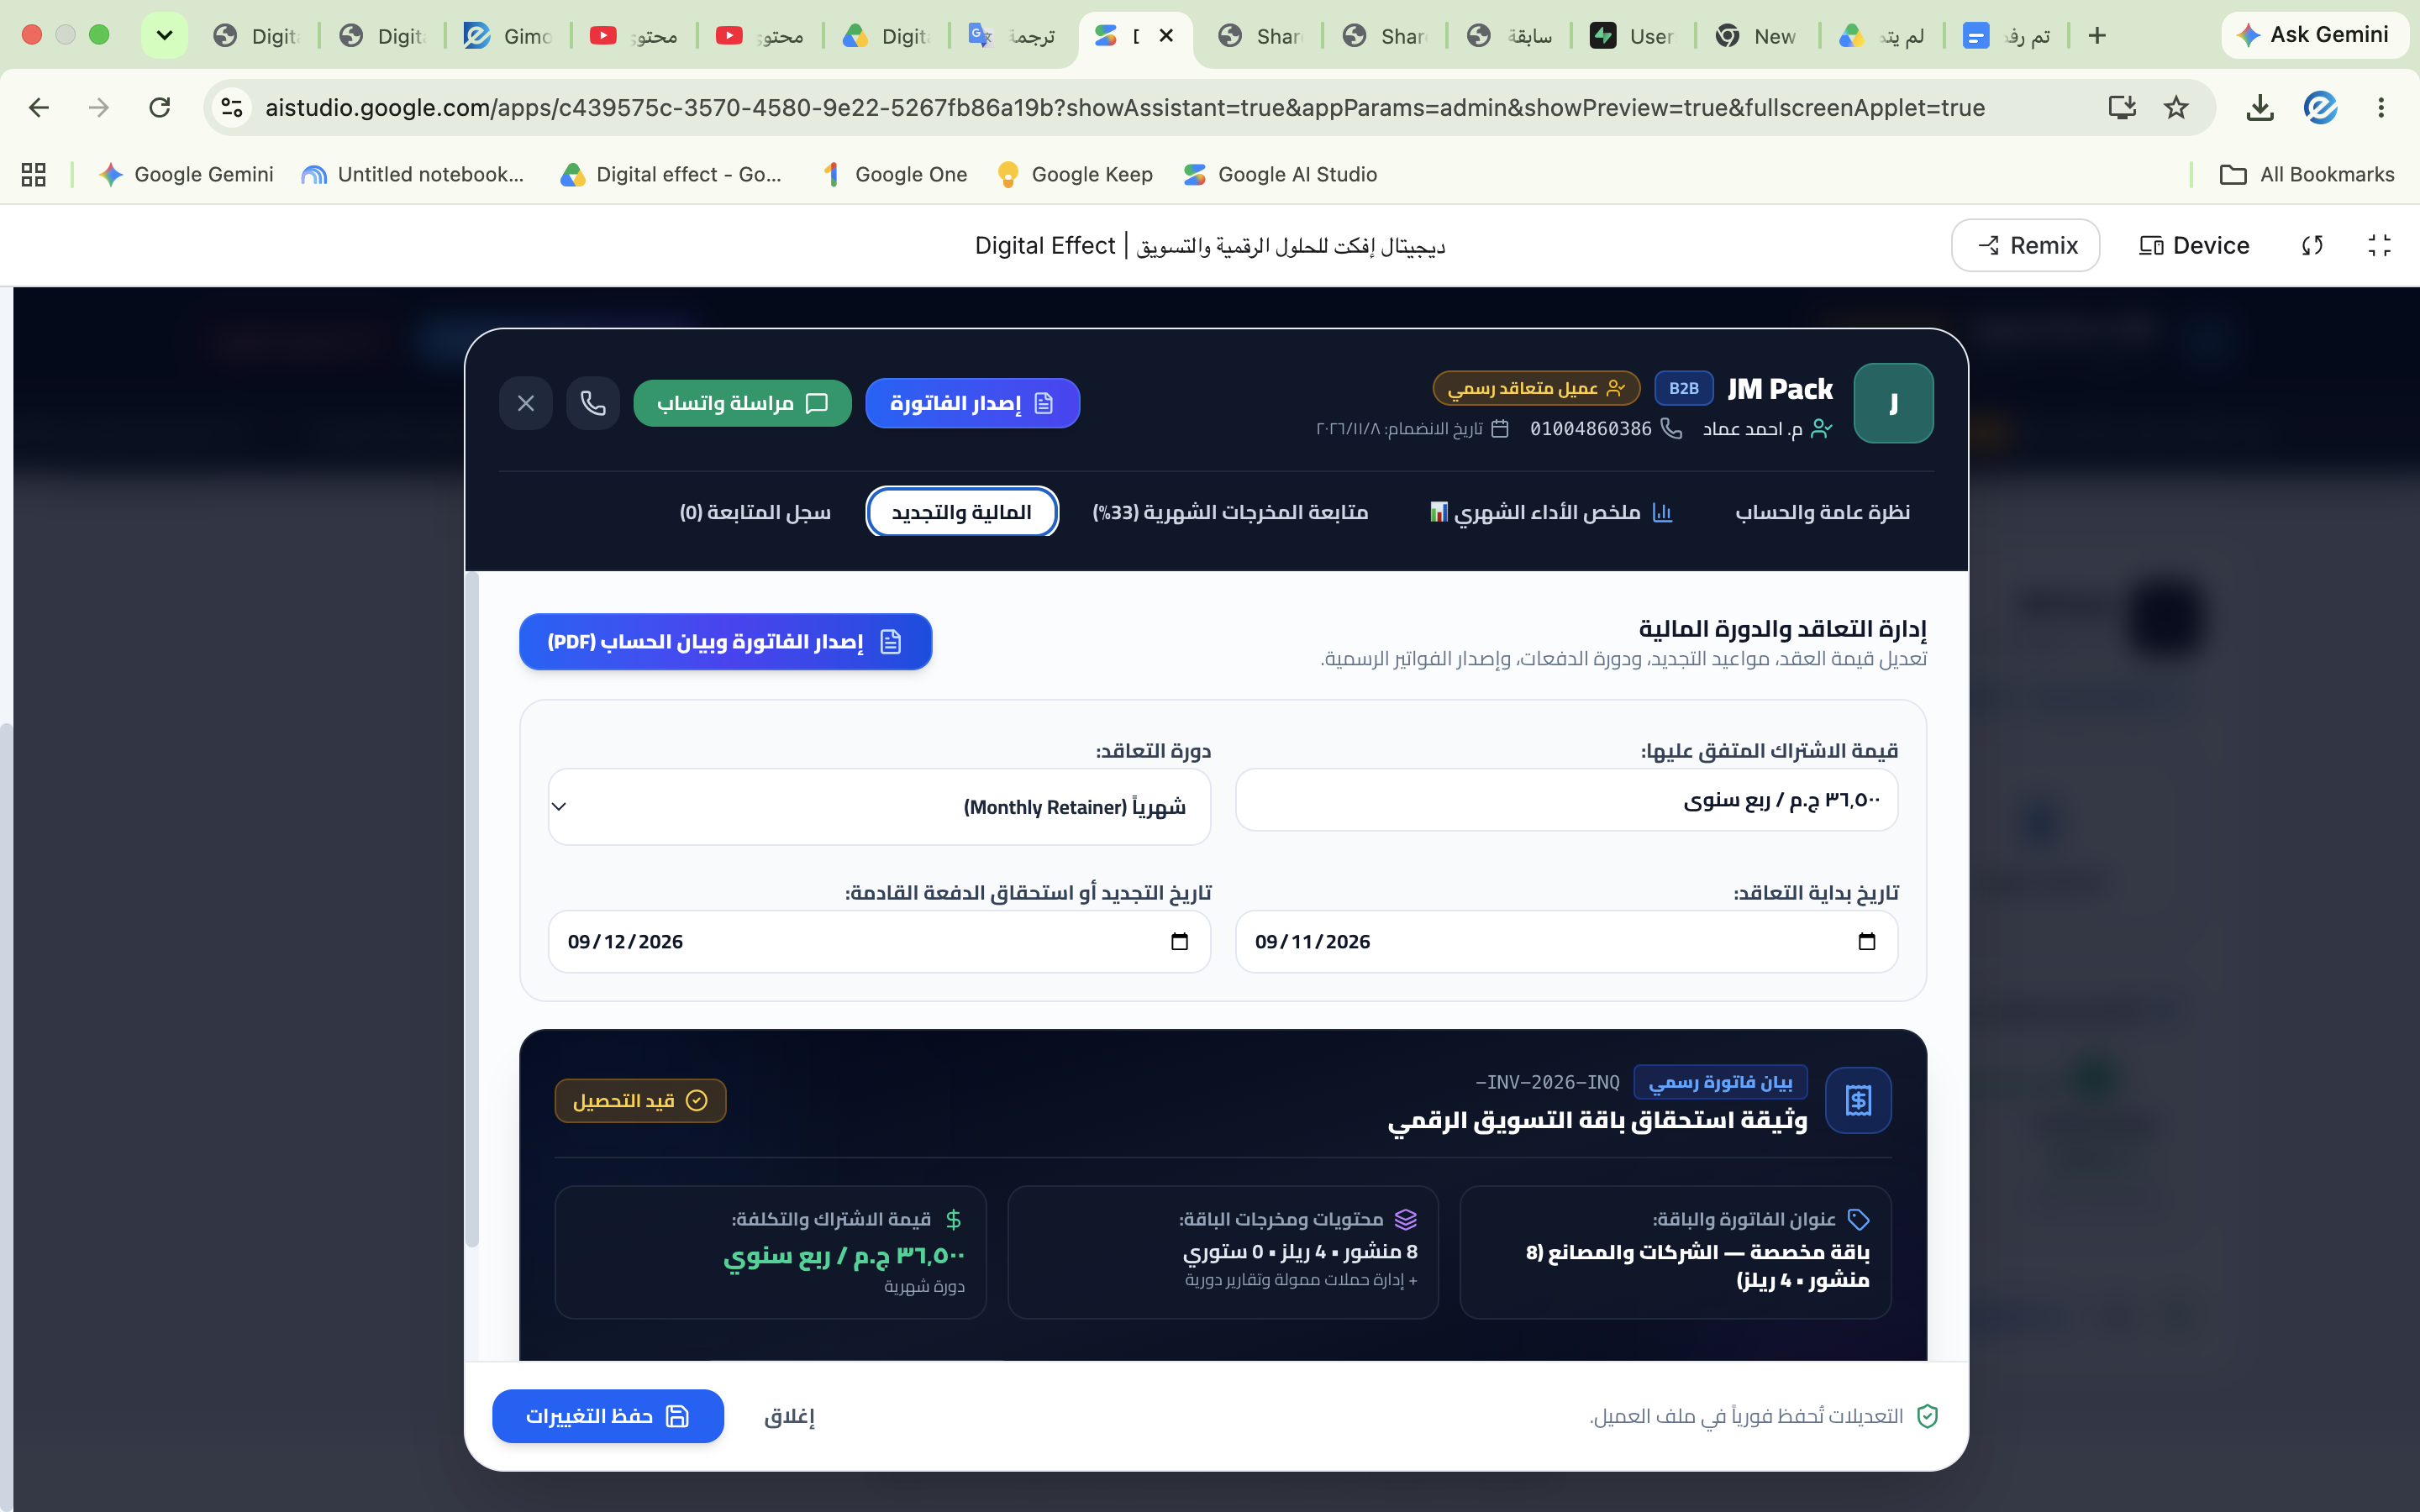 Digit
Digit
Gimo
محتوى
محتوى
Digit
ترجمة
Shar
Shar
سابقة
User
New
لم يتم
تم رفد
Ask Gemini
aistudio.google.com/apps/c439575c-3570-4580-9e22-5267fb86a19b?showAssistant=true&appParams=admin&showPreview=true&fullscreenApplet=true
Google Gemini
Untitled notebook...
Digital effect - Go...
Google One
Google Keep
Google AI Studio
All Bookmarks
Digital Effect | ديجيتال إفكت للحلول الرقمية والتسويق
Remix
Device
J
JM Pack
B2B
عميل متعاقد رسمي
م. احمد عماد
01004860386
تاريخ الانضمام: ٢٠٢٦/١١/٨
إصدار الفاتورة
مراسلة واتساب
نظرة عامة والحساب
ملخص الأداء الشهري
متابعة المخرجات الشهرية (33%)
المالية والتجديد
سجل المتابعة (0)
إدارة التعاقد والدورة المالية
تعديل قيمة العقد، مواعيد التجديد، ودورة الدفعات، وإصدار الفواتير الرسمية.
إصدار الفاتورة وبيان الحساب (PDF)
قيمة الاشتراك المتفق عليها:
٣٦,٥٠٠ ج.م / ربع سنوى
دورة التعاقد:
شهرياً (Monthly Retainer)
تاريخ بداية التعاقد:
09/11/2026
تاريخ التجديد أو استحقاق الدفعة القادمة:
09/12/2026
بيان فاتورة رسمي
INV-2026-INQ-
وثيقة استحقاق باقة التسويق الرقمي
قيد التحصيل
عنوان الفاتورة والباقة:
باقة مخصصة — الشركات والمصانع (8
منشور • 4 ريلز)
محتويات ومخرجات الباقة:
8 منشور • 4 ريلز • 0 ستوري
+ إدارة حملات ممولة وتقارير دورية
قيمة الاشتراك والتكلفة:
٣٦,٥٠٠ ج.م / ربع سنوي
دورة شهرية
التعديلات تُحفظ فورياً في ملف العميل.
إغلاق
حفظ التغييرات